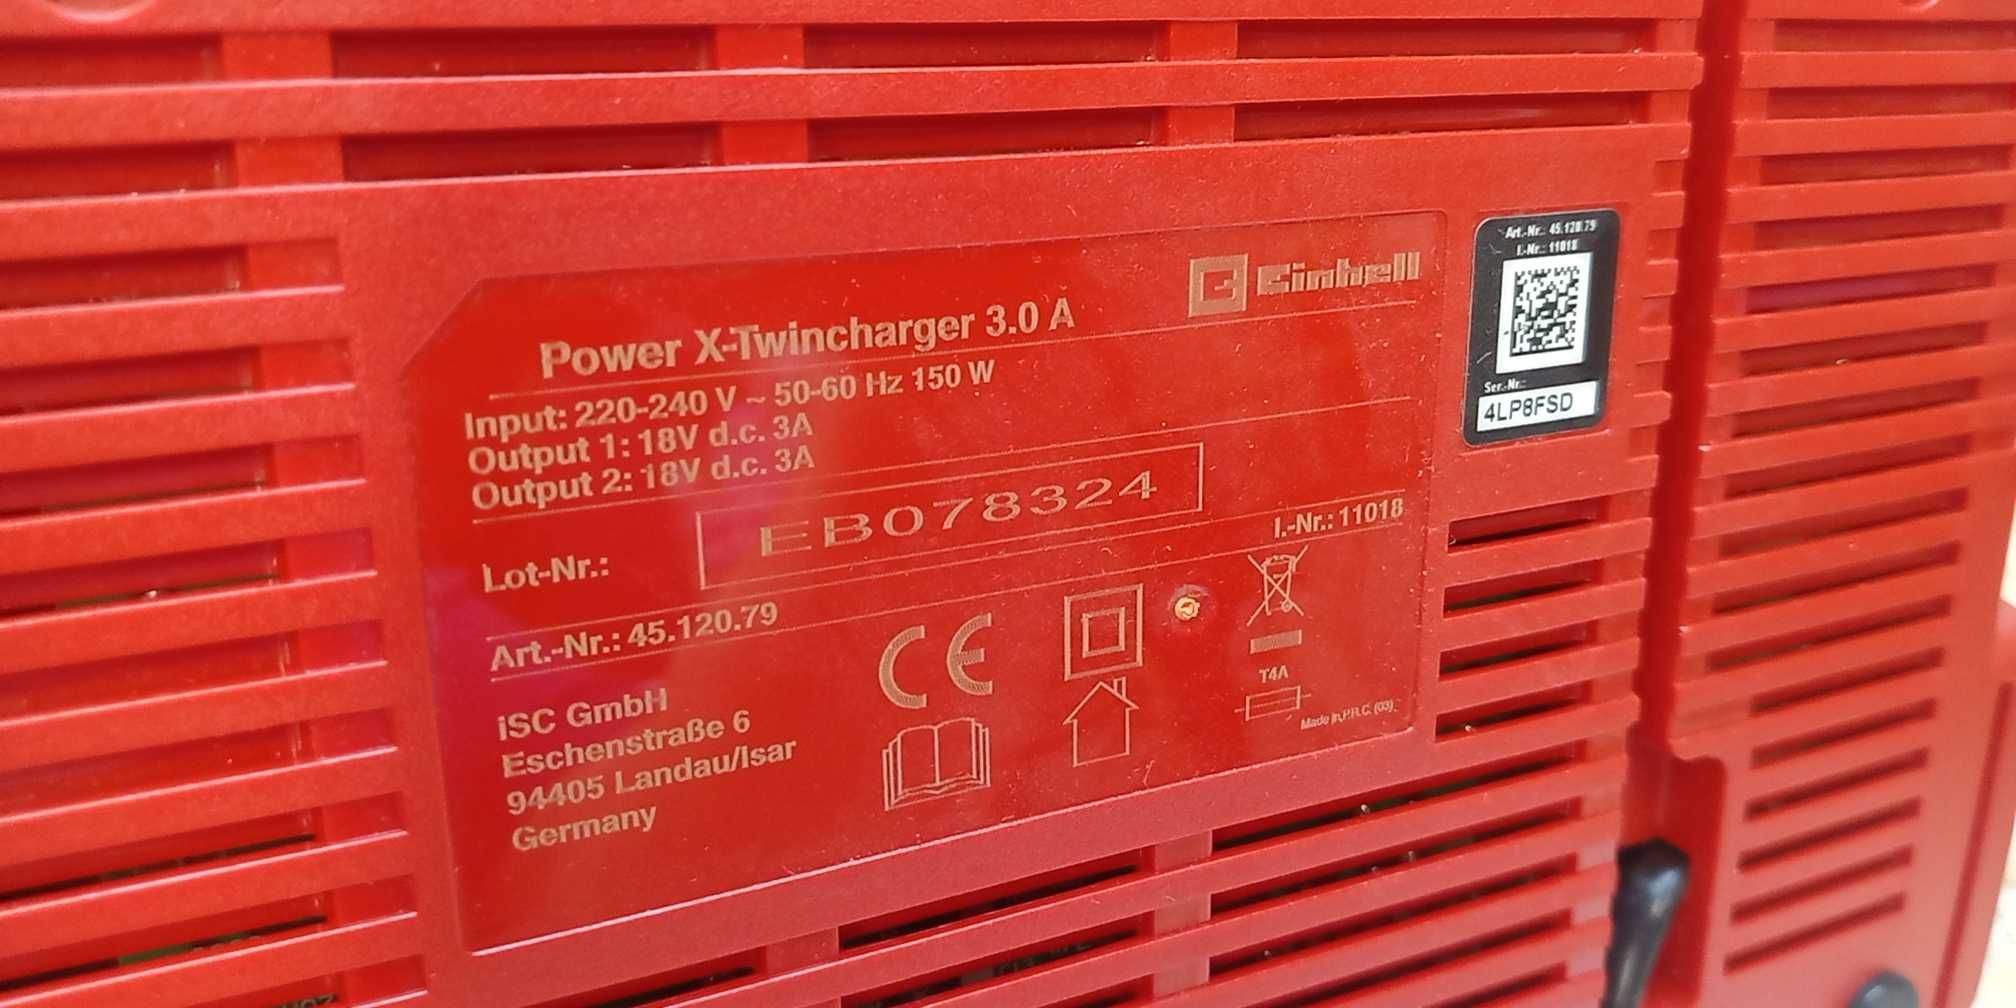 Einhell
Power X-Twincharger 3.0 A
Input: 220-240 V ~ 50-60 Hz 150 W
Output 1: 18V d.c. 3A
Output 2: 18V d.c. 3A
Lot-Nr.: EB078324
I.-Nr.: 11018
Art.-Nr.: 45.120.79
iSC GmbH
Eschenstraße 6
94405 Landau/Isar
Germany
CE
T4A
Made in P.R.C. (03)
Art.-Nr.: 45.120.79
I.-Nr.: 11018
Ser.-Nr.:
4LP8FSD